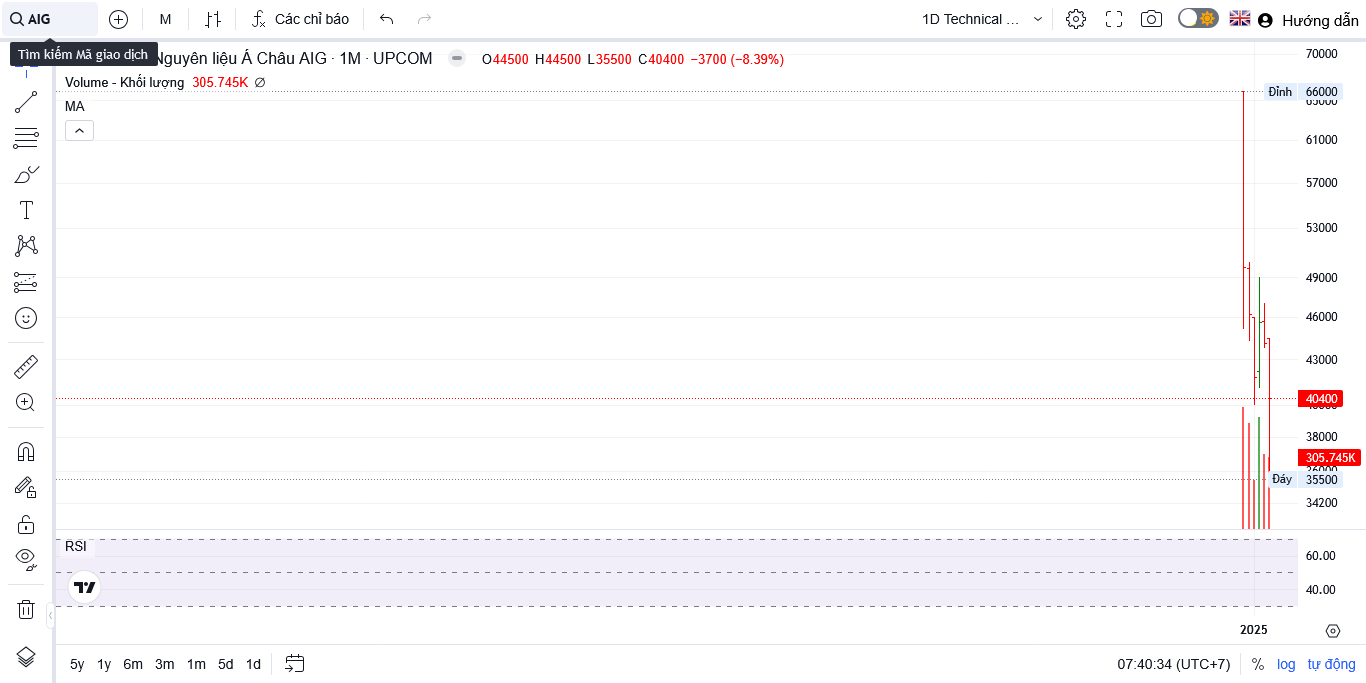 AIG
M
Các chỉ báo
1D Technical ...
Hướng dẫn
Tìm kiếm Mã giao dịch
Nguyên liệu Á Châu AIG · 1M · UPCOM
O44500 H44500 L35500 C40400 −3700 (−8.39%)
Volume - Khối lượng 305.745K ∅
MA
70000
Đỉnh 66000
65000
61000
57000
53000
49000
46000
43000
40400
38000
305.745K
Đáy 35500
34200
RSI
60.00
40.00
2025
5y 1y 6m 3m 1m 5d 1d
07:40:34 (UTC+7) % log tự động